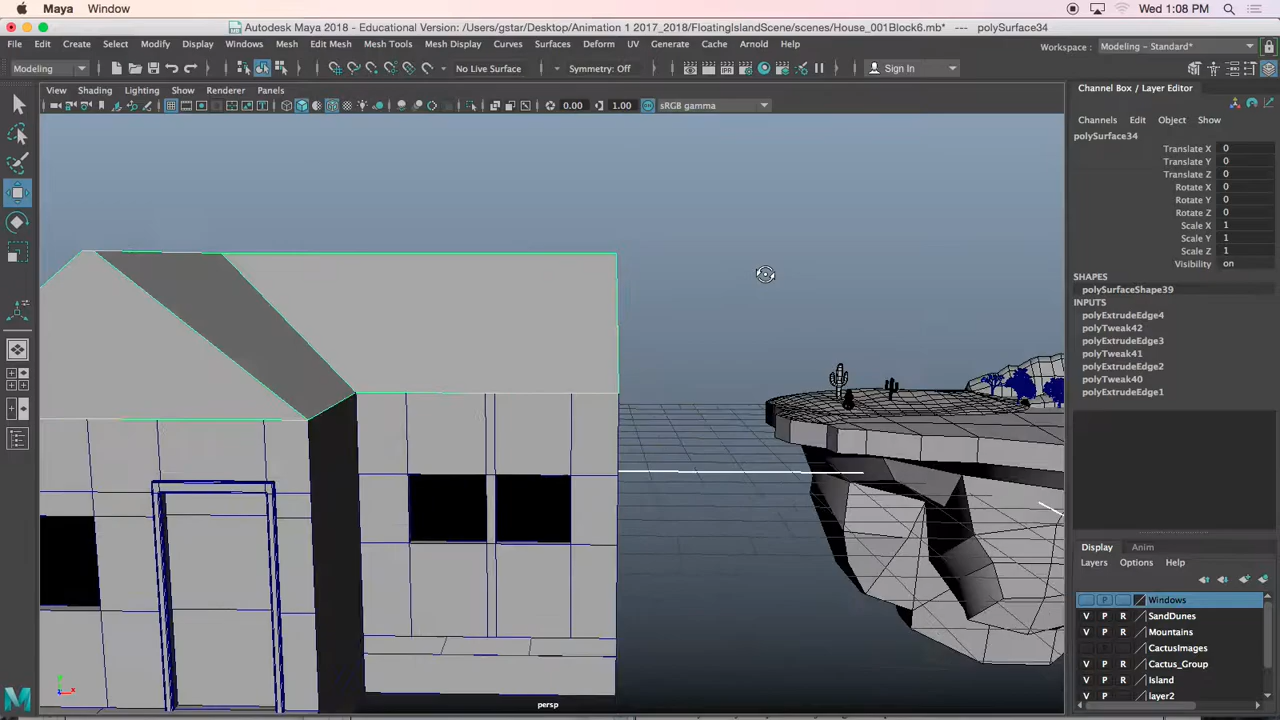 Maya Window Wed 1:08 PM
Autodesk Maya 2018 - Educational Version: /Users/gstar/Desktop/Animation 1 2017_2018/FloatingIslandScene/scenes/House_001Block6.mb* --- polySurface34
File Edit Create Select Modify Display Windows Mesh Edit Mesh Mesh Tools Mesh Display Curves Surfaces Deform UV Generate Cache Arnold Help Workspace : Modeling - Standard*
Modeling No Live Surface Symmetry: Off Sign In
View Shading Lighting Show Renderer Panels
0.00 1.00 sRGB gamma
Channel Box / Layer Editor
Channels Edit Object Show
polySurface34
Translate X 0
Translate Y 0
Translate Z 0
Rotate X 0
Rotate Y 0
Rotate Z 0
Scale X 1
Scale Y 1
Scale Z 1
Visibility on
SHAPES
polySurfaceShape39
INPUTS
polyExtrudeEdge4
polyTweak42
polyExtrudeEdge3
polyTweak41
polyExtrudeEdge2
polyTweak40
polyExtrudeEdge1
Display Anim
Layers Options Help
P Windows
V P R SandDunes
V P R Mountains
CactusImages
V P R Cactus_Group
V P R Island
V P layer2
persp